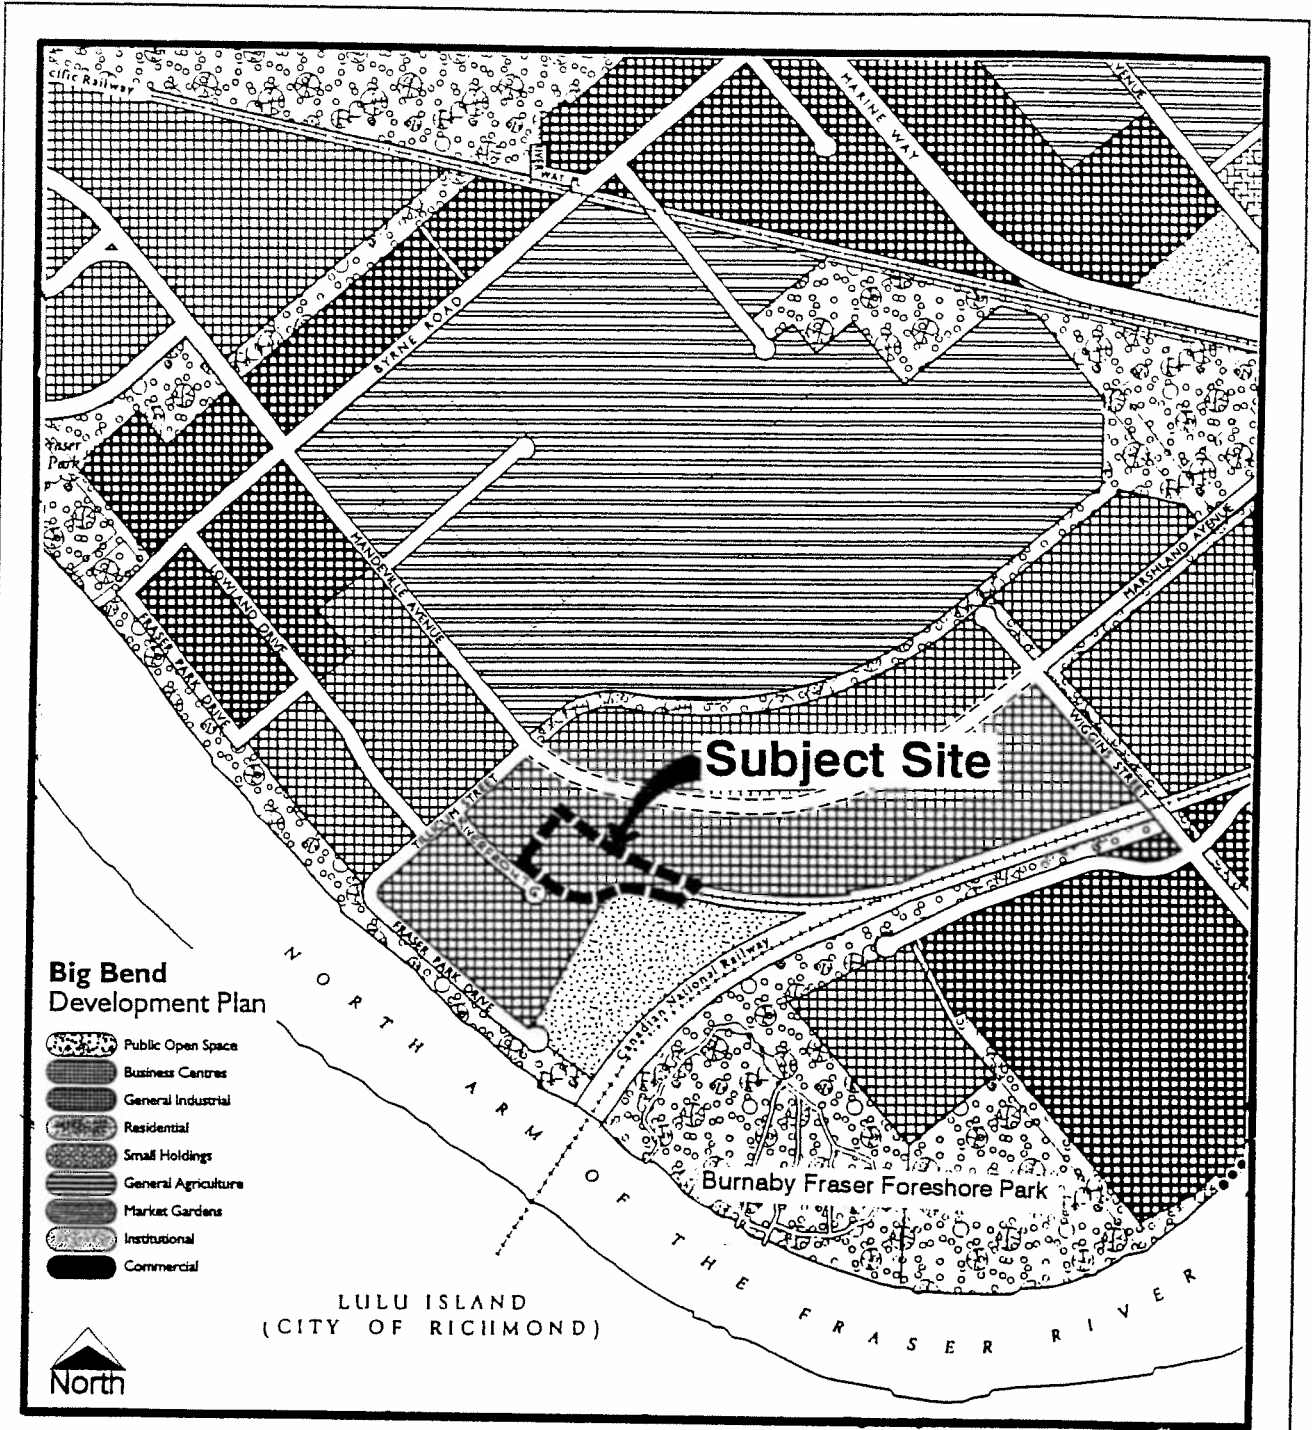 cific Railway
MARINE WAY
VENUE
RIVER
WAY
BYRNE ROAD
Fraser
Park
MANDEVILLE AVENUE
MARSHLAND AVENUE
LOWLAND DRIVE
FRASER PARK DRIVE
WIGGINS STREET
Subject Site
STREET
FRASER PARK DRIVE
Canadian National Railway
NORTH ARM OF THE FRASER RIVER
Big Bend
Development Plan
Public Open Space
Business Centres
General Industrial
Residential
Small Holdings
General Agriculture
Market Gardens
Institutional
Commercial
Burnaby Fraser Foreshore Park
LULU ISLAND
(CITY OF RICHMOND)
North